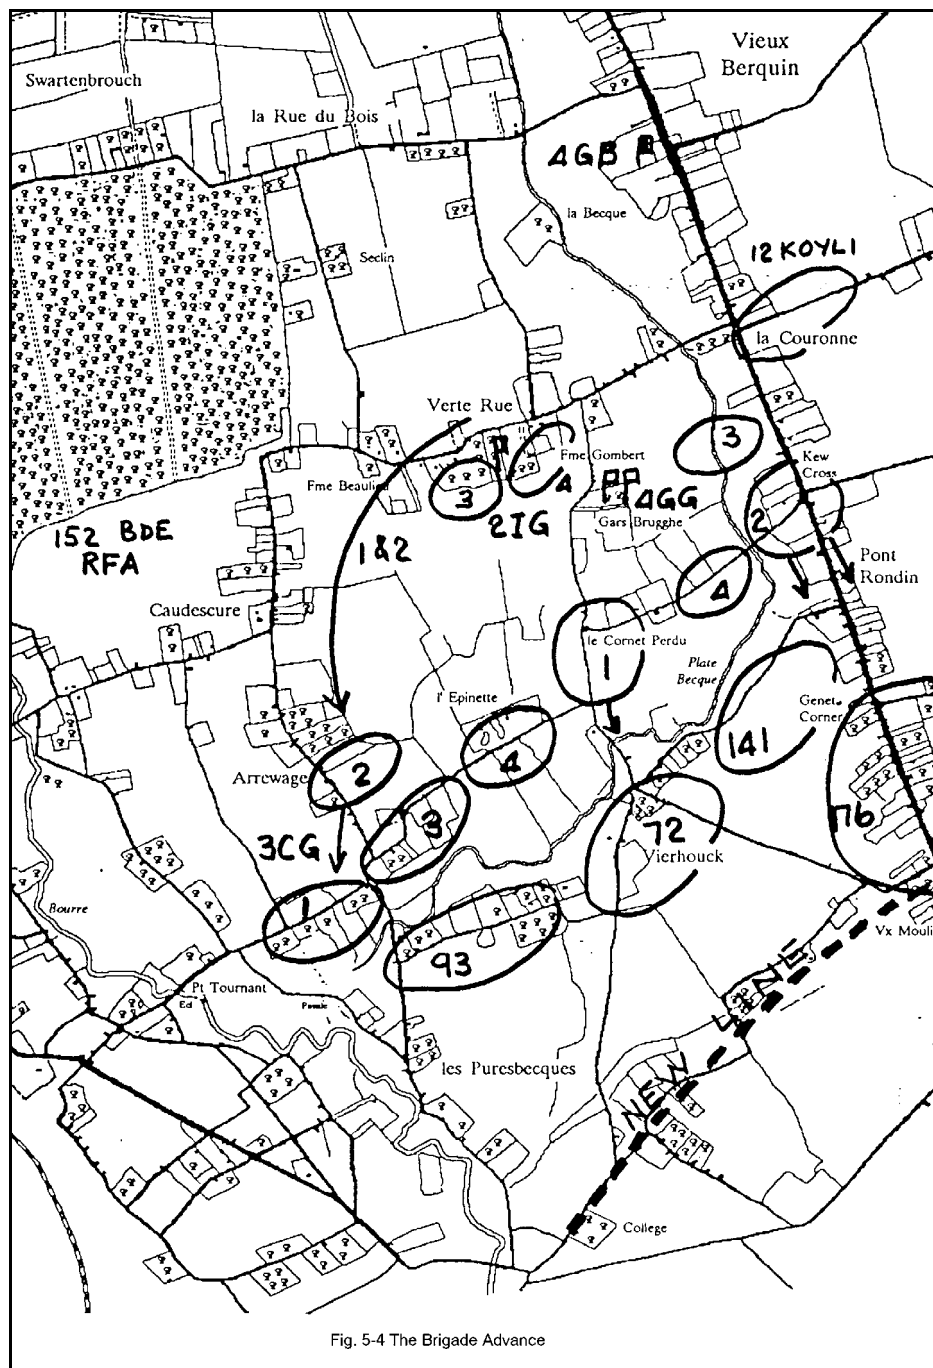 Vieux
Berquin
Swartenbrouch
la Rue du Bois
4GB
la Becque
12 KOYLI
Seclin
la Couronne
Verte Rue
3
Kew
Cross
Fme Gombert
4
Fme Beaulieu
3
2IG
4GG
Gars Brugghe
2
152 BDE
RFA
1&2
Pont
Rondin
4
Caudescure
le Cornet Perdu
1
Plate
Becque
l' Epinette
Genet
Corner
141
4
Arrewage
2
76
3
72
3CG
Vierhouck
1
Bourre
Vx Mouli
93
Pt Tournant
Ed
LINE
les Puresbecques
NEW
College
Fig. 5-4 The Brigade Advance